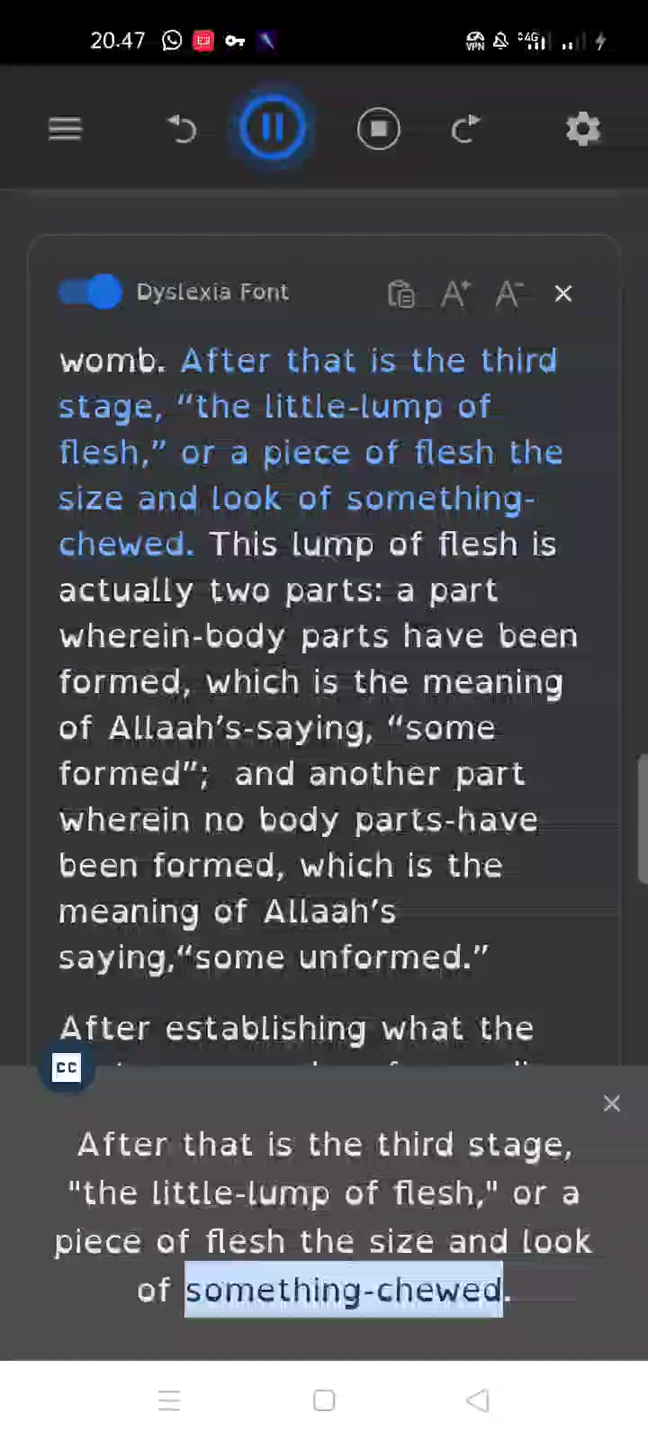 20.47
VPN
4G
Dyslexia Font
A+ A-
womb. After that is the third
stage, “the little-lump of
flesh,” or a piece of flesh the
size and look of something-
chewed. This lump of flesh is
actually two parts: a part
wherein-body parts have been
formed, which is the meaning
of Allaah’s-saying, “some
formed”;  and another part
wherein no body parts-have
been formed, which is the
meaning of Allaah’s
saying,“some unformed.”
After establishing what the
CC
After that is the third stage,
"the little-lump of flesh," or a
piece of flesh the size and look
of something-chewed.